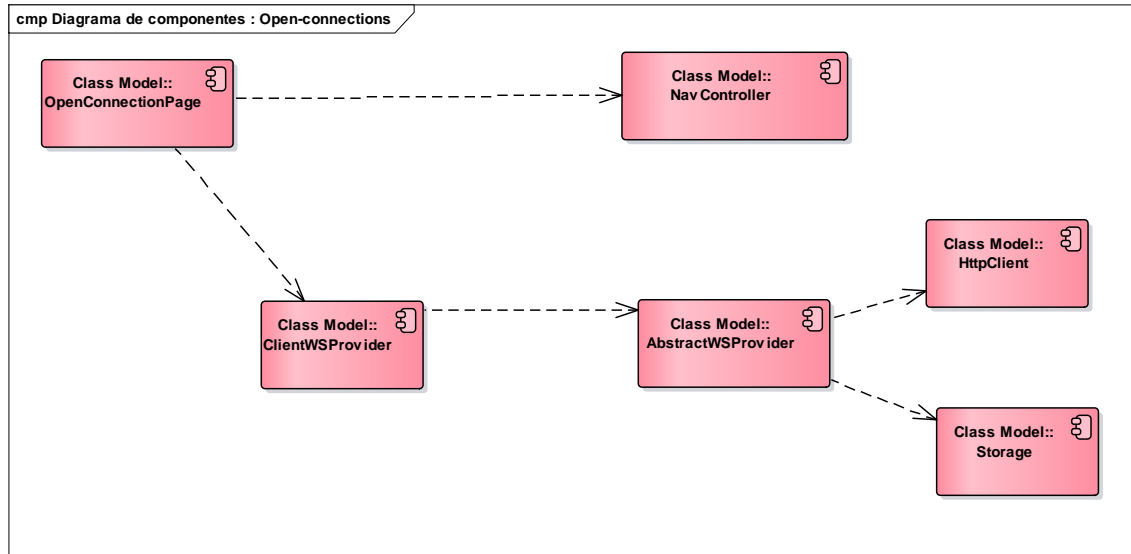 cmp Diagrama de componentes : Open-connections
Class Model::
OpenConnectionPage
Class Model::
NavController
Class Model::
HttpClient
Class Model::
ClientWSProvider
Class Model::
AbstractWSProvider
Class Model::
Storage